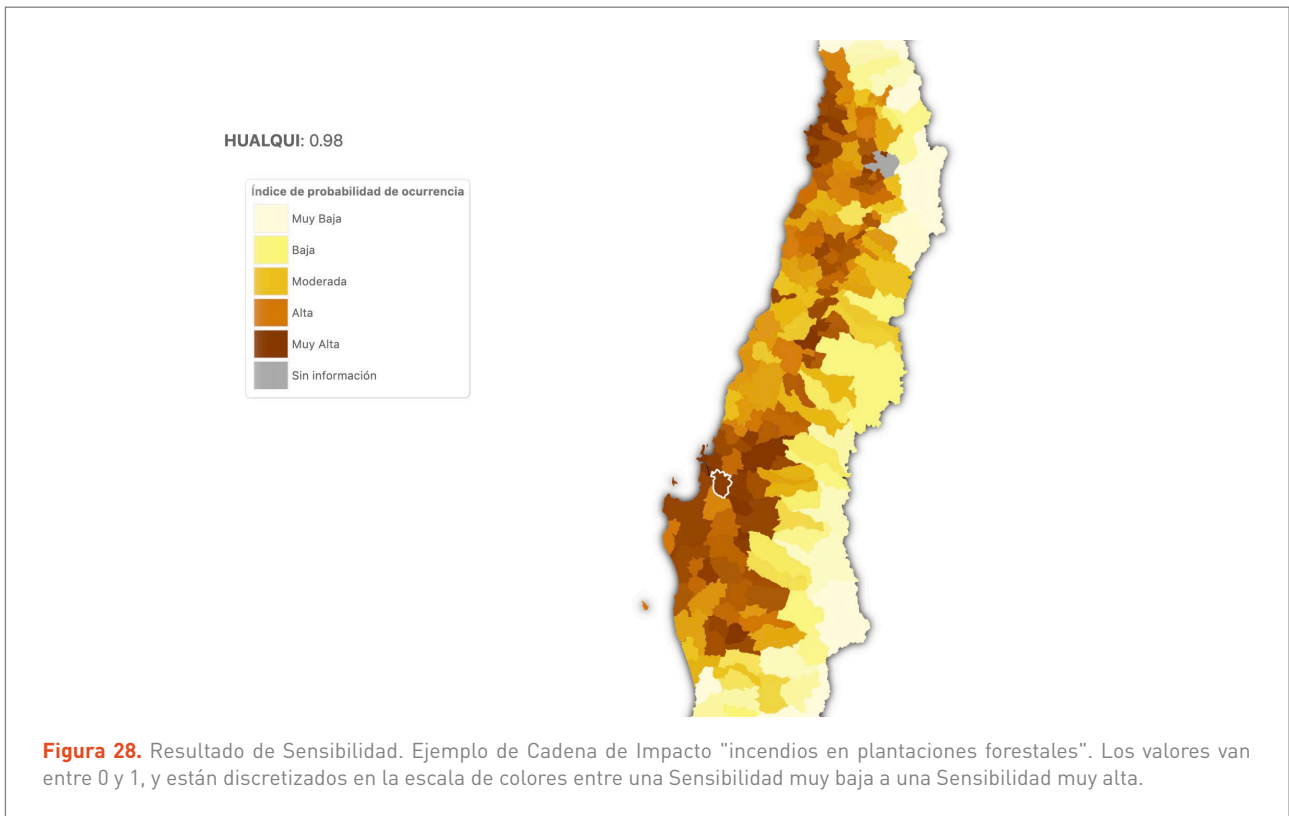 HUALQUI: 0.98
Índice de probabilidad de ocurrencia
Muy Baja
Baja
Moderada
Alta
Muy Alta
Sin información
Figura 28. Resultado de Sensibilidad. Ejemplo de Cadena de Impacto "incendios en plantaciones forestales". Los valores van
entre 0 y 1, y están discretizados en la escala de colores entre una Sensibilidad muy baja a una Sensibilidad muy alta.